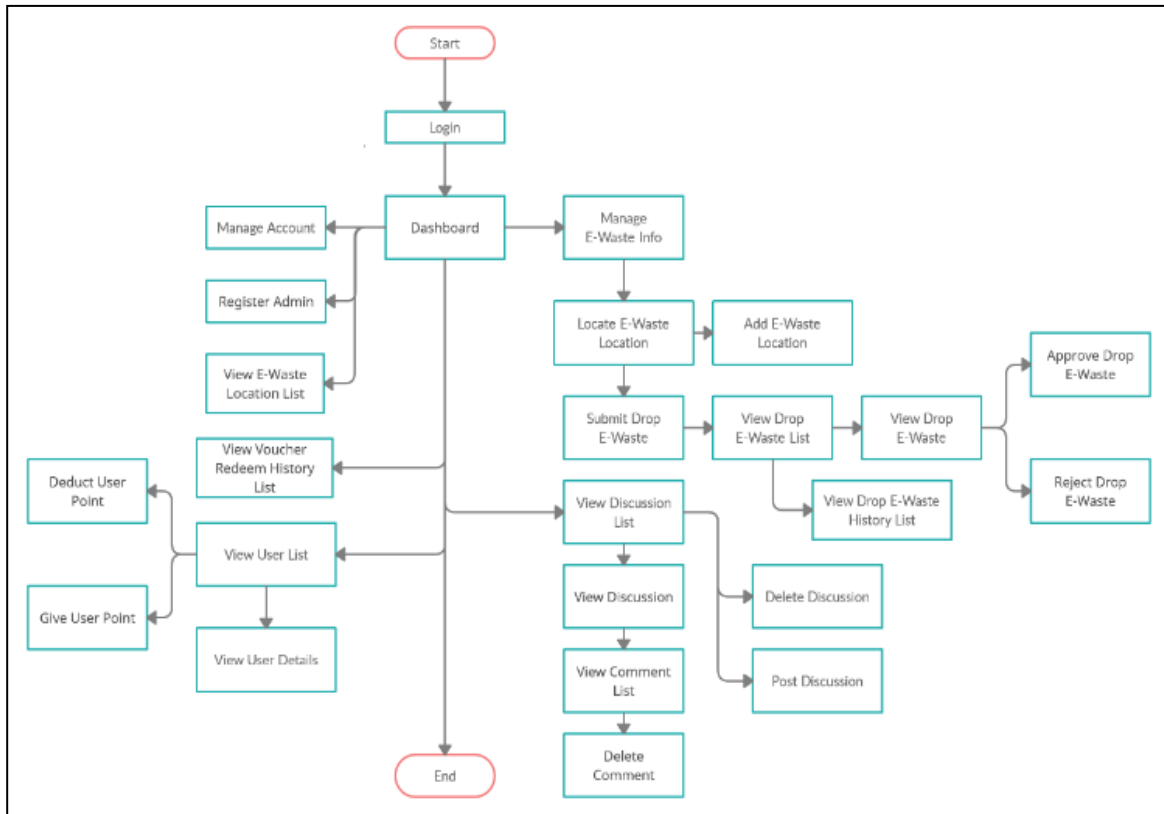 Start
Login
Dashboard
Manage Account
Register Admin
View E-Waste
Location List
View Voucher
Redeem History
List
Deduct User
Point
View User List
Give User Point
View User Details
Manage
E-Waste Info
Locate E-Waste
Location
Add E-Waste
Location
Submit Drop
E-Waste
View Drop
E-Waste List
View Drop
E-Waste
Approve Drop
E-Waste
Reject Drop
E-Waste
View Drop E-Waste
History List
View Discussion
List
View Discussion
Delete Discussion
View Comment
List
Post Discussion
Delete
Comment
End